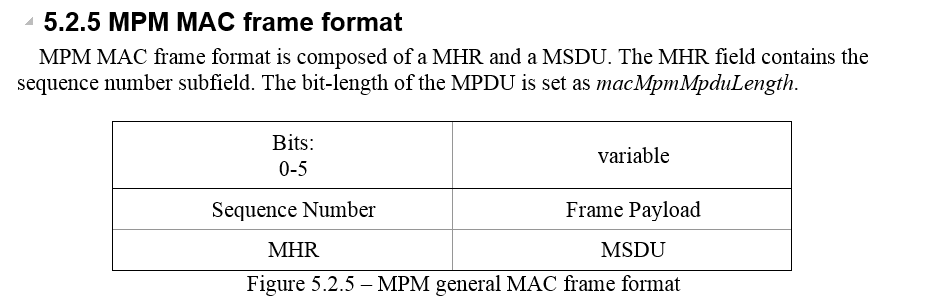 5.2.5 MPM MAC frame format
MPM MAC frame format is composed of a MHR and a MSDU. The MHR field contains the
sequence number subfield. The bit-length of the MPDU is set as macMpmMpduLength.
Bits:
0-5
variable
Sequence Number
Frame Payload
MHR
MSDU
Figure 5.2.5 – MPM general MAC frame format